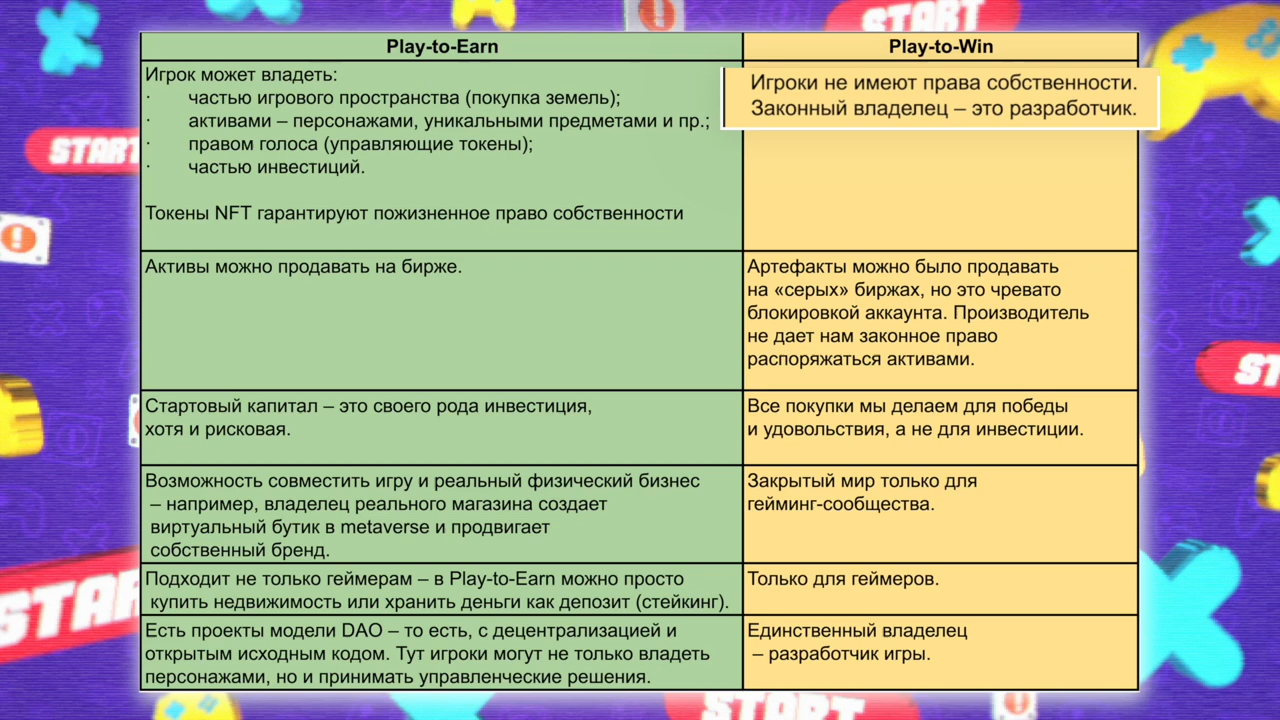 START
Play-to-Earn
Play-to-Win
Игрок может владеть:
· частью игрового пространства (покупка земель);
· активами – персонажами, уникальными предметами и пр.;
· правом голоса (управляющие токены);
· частью инвестиций.
Токены NFT гарантируют пожизненное право собственности
Игроки не имеют права собственности.
Законный владелец – это разработчик.
START
Активы можно продавать на бирже.
Артефакты можно было продавать
на «серых» биржах, но это чревато
блокировкой аккаунта. Производитель
не дает нам законное право
распоряжаться активами.
Стартовый капитал – это своего рода инвестиция,
хотя и рисковая.
Все покупки мы делаем для победы
и удовольствия, а не для инвестиции.
ST
Возможность совместить игру и реальный физический бизнес
– например, владелец реального магазина создает
виртуальный бутик в metaverse и продвигает
собственный бренд.
Закрытый мир только для
гейминг-сообщества.
Подходит не только геймерам – в Play-to-Earn можно просто
купить недвижимость или хранить деньги как депозит (стейкинг).
Только для геймеров.
START
Есть проекты модели DAO – то есть, с децентрализацией и
открытым исходным кодом. Тут игроки могут не только владеть
персонажами, но и принимать управленческие решения.
Единственный владелец
– разработчик игры.
START